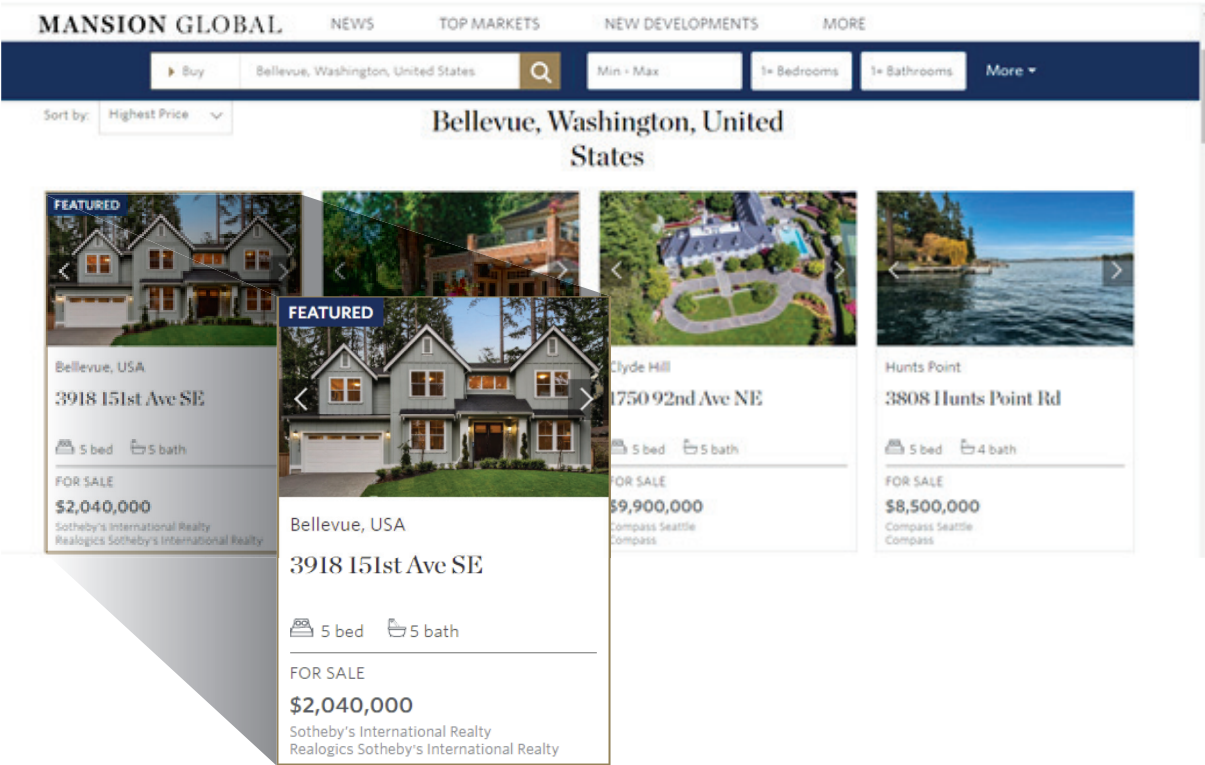 MANSION GLOBAL
NEWS
TOP MARKETS
NEW DEVELOPMENTS
MORE
Buy
Bellevue, Washington, United States
Min - Max
1+ Bedrooms
1+ Bathrooms
More
Sort by:
Highest Price
Bellevue, Washington, United
States
FEATURED
Bellevue, USA
3918 151st Ave SE
5 bed
5 bath
FOR SALE
$2,040,000
Sotheby's International Realty
Realogics Sotheby's International Realty
FEATURED
Bellevue, USA
3918 151st Ave SE
5 bed
5 bath
FOR SALE
$2,040,000
Sotheby's International Realty
Realogics Sotheby's International Realty
Clyde Hill
1750 92nd Ave NE
5 bed
5 bath
FOR SALE
$9,900,000
Compass Seattle
Compass
Hunts Point
3808 Hunts Point Rd
5 bed
4 bath
FOR SALE
$8,500,000
Compass Seattle
Compass